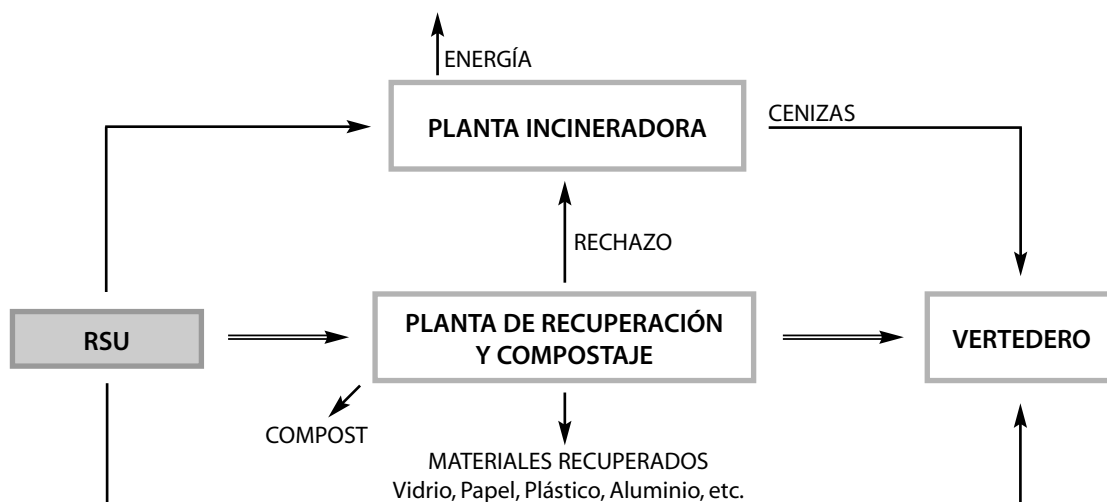 ENERGÍA
PLANTA INCINERADORA
CENIZAS
RECHAZO
RSU
PLANTA DE RECUPERACIÓN
Y COMPOSTAJE
VERTEDERO
COMPOST
MATERIALES RECUPERADOS
Vidrio, Papel, Plástico, Aluminio, etc.